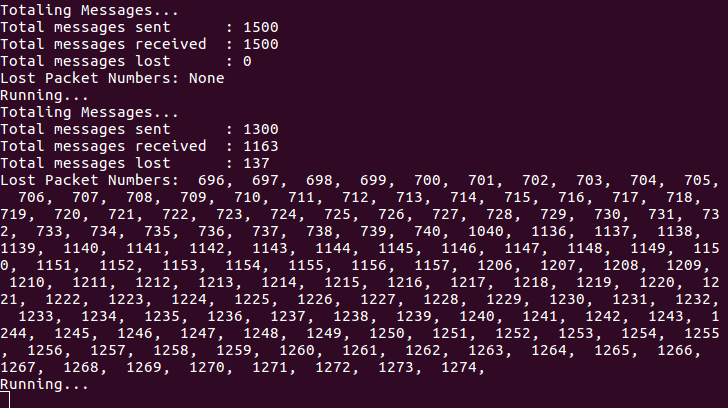 Totaling Messages...
Total messages sent      : 1500
Total messages received  : 1500
Total messages lost      : 0
Lost Packet Numbers: None
Running...
Totaling Messages...
Total messages sent      : 1300
Total messages received  : 1163
Total messages lost      : 137
Lost Packet Numbers:  696,  697,  698,  699,  700,  701,  702,  703,  704,  705,
  706,  707,  708,  709,  710,  711,  712,  713,  714,  715,  716,  717,  718,
719,  720,  721,  722,  723,  724,  725,  726,  727,  728,  729,  730,  731,  73
2,  733,  734,  735,  736,  737,  738,  739,  740,  1040,  1136,  1137,  1138,
1139,  1140,  1141,  1142,  1143,  1144,  1145,  1146,  1147,  1148,  1149,  115
0,  1151,  1152,  1153,  1154,  1155,  1156,  1157,  1206,  1207,  1208,  1209,
 1210,  1211,  1212,  1213,  1214,  1215,  1216,  1217,  1218,  1219,  1220,  12
21,  1222,  1223,  1224,  1225,  1226,  1227,  1228,  1229,  1230,  1231,  1232,
  1233,  1234,  1235,  1236,  1237,  1238,  1239,  1240,  1241,  1242,  1243,  1
244,  1245,  1246,  1247,  1248,  1249,  1250,  1251,  1252,  1253,  1254,  1255
,  1256,  1257,  1258,  1259,  1260,  1261,  1262,  1263,  1264,  1265,  1266,
1267,  1268,  1269,  1270,  1271,  1272,  1273,  1274,
Running...